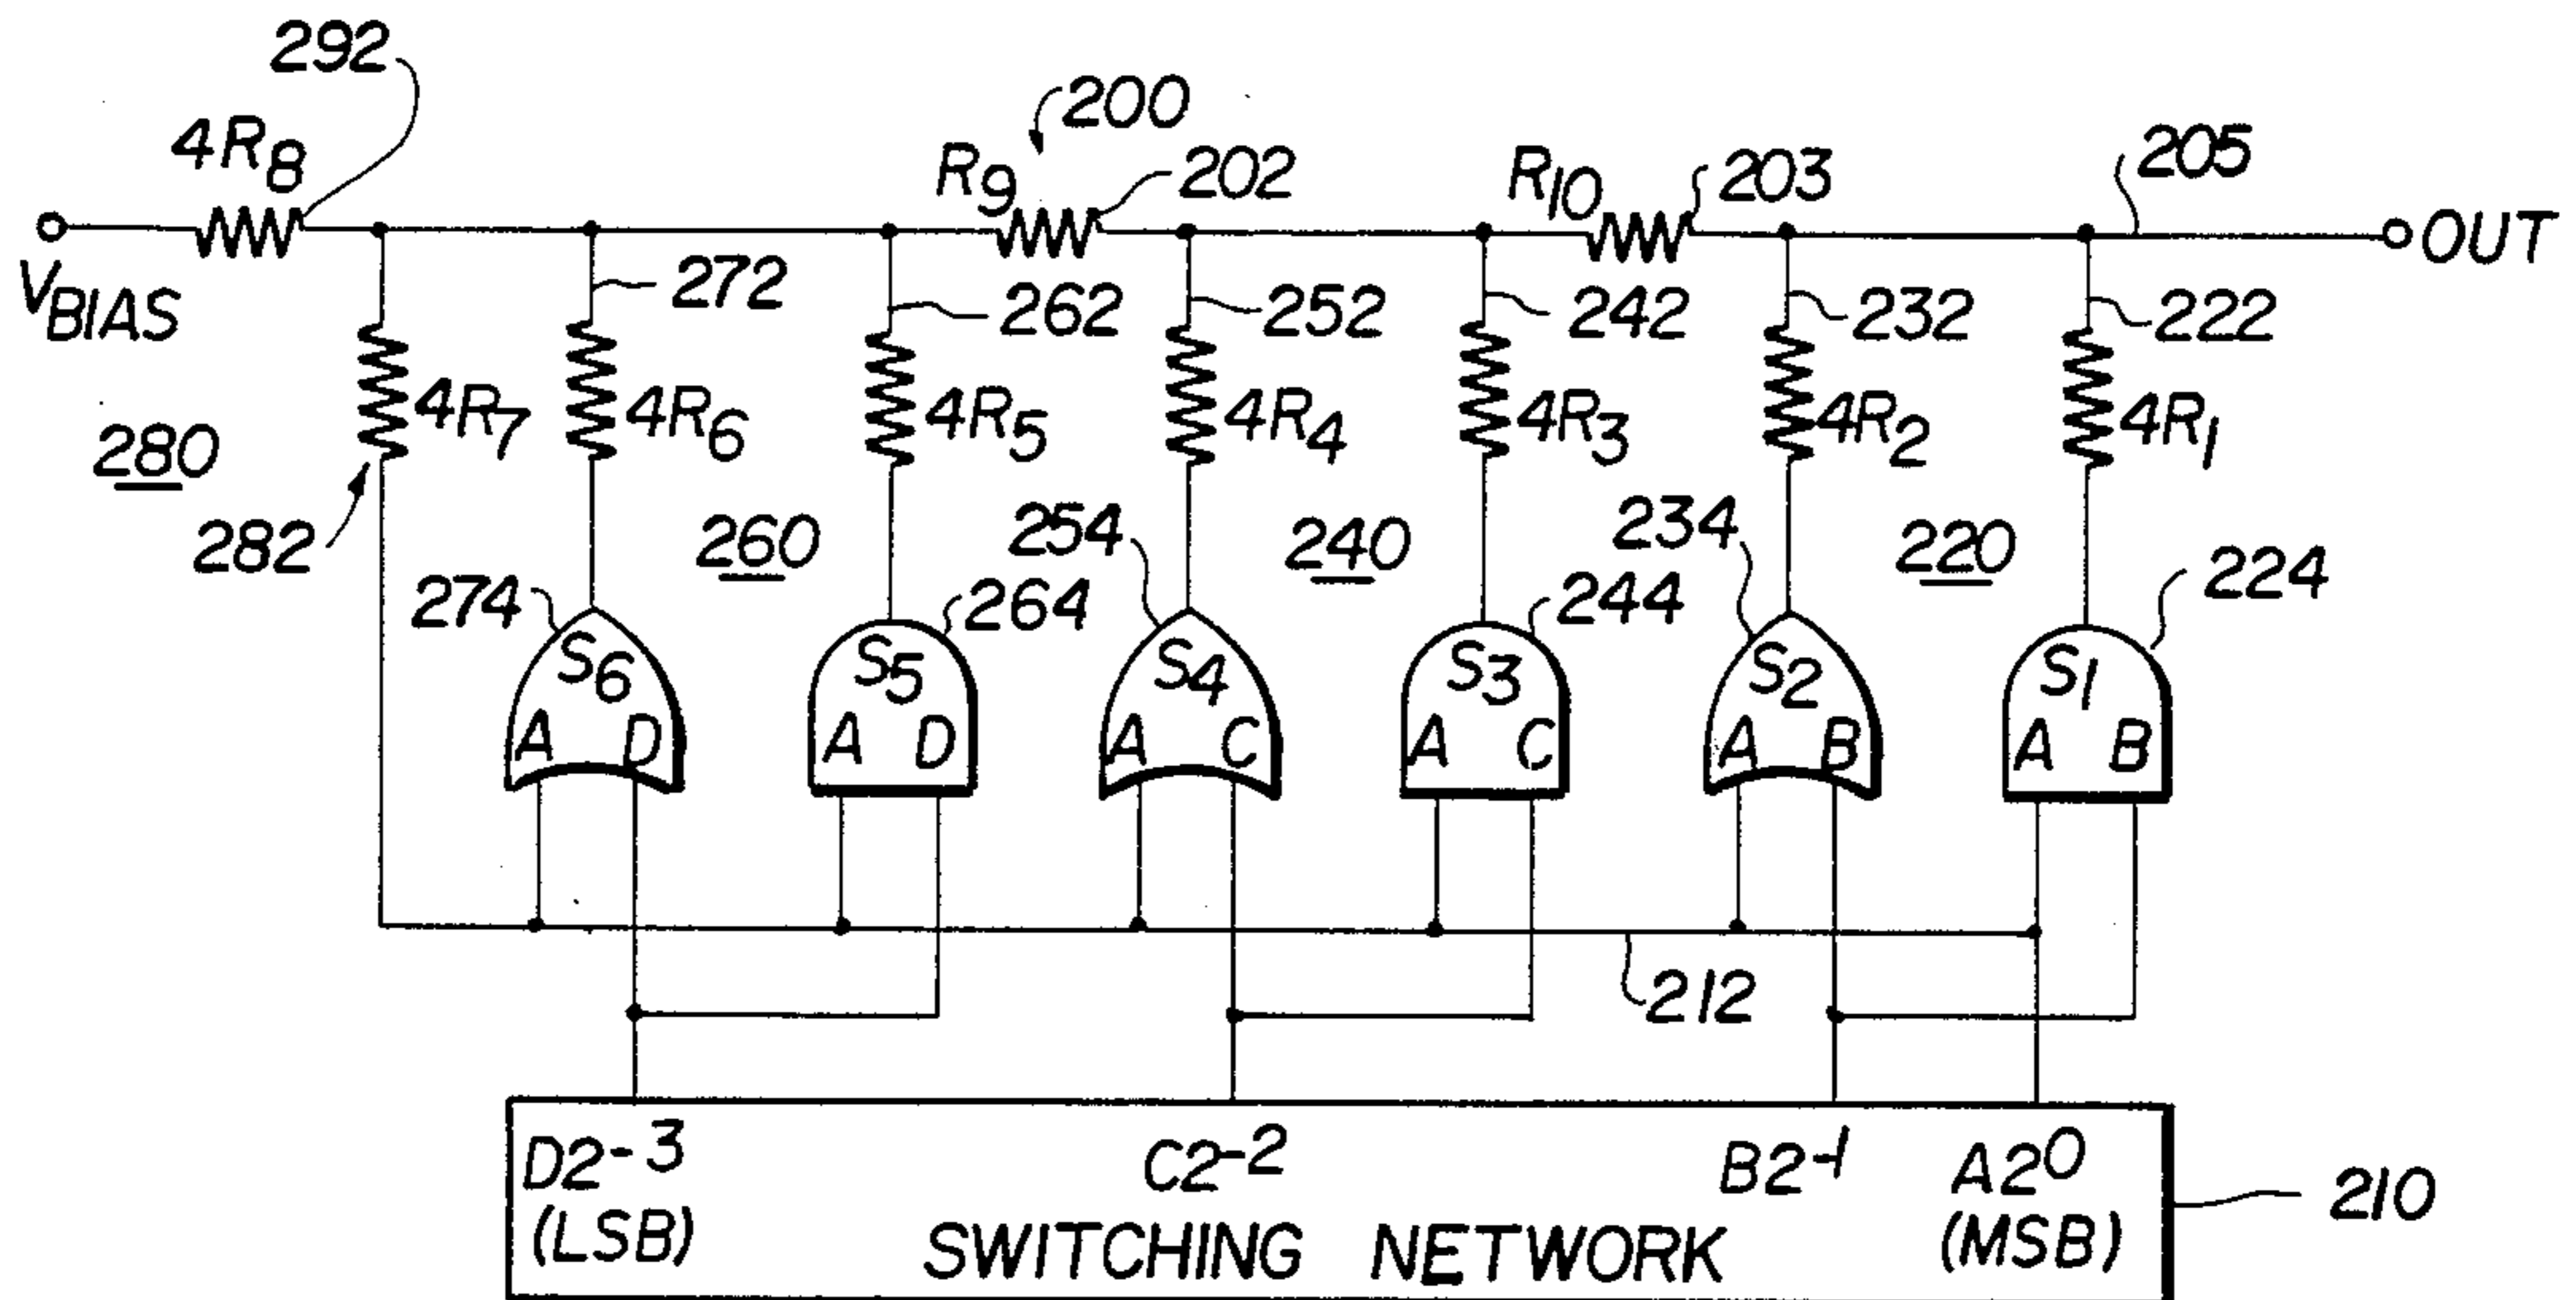 292
200
4R8
R9
202
R10
203
205
OUT
VBIAS
272
262
252
242
232
222
4R7
4R6
4R5
4R4
4R3
4R2
4R1
280
282
260
254
240
234
220
224
274
264
244
S6
S5
S4
S3
S2
S1
A D
A D
A C
A C
A B
A B
212
D2-3
C2-2
B2-1
A20
(LSB)
SWITCHING NETWORK
(MSB)
210